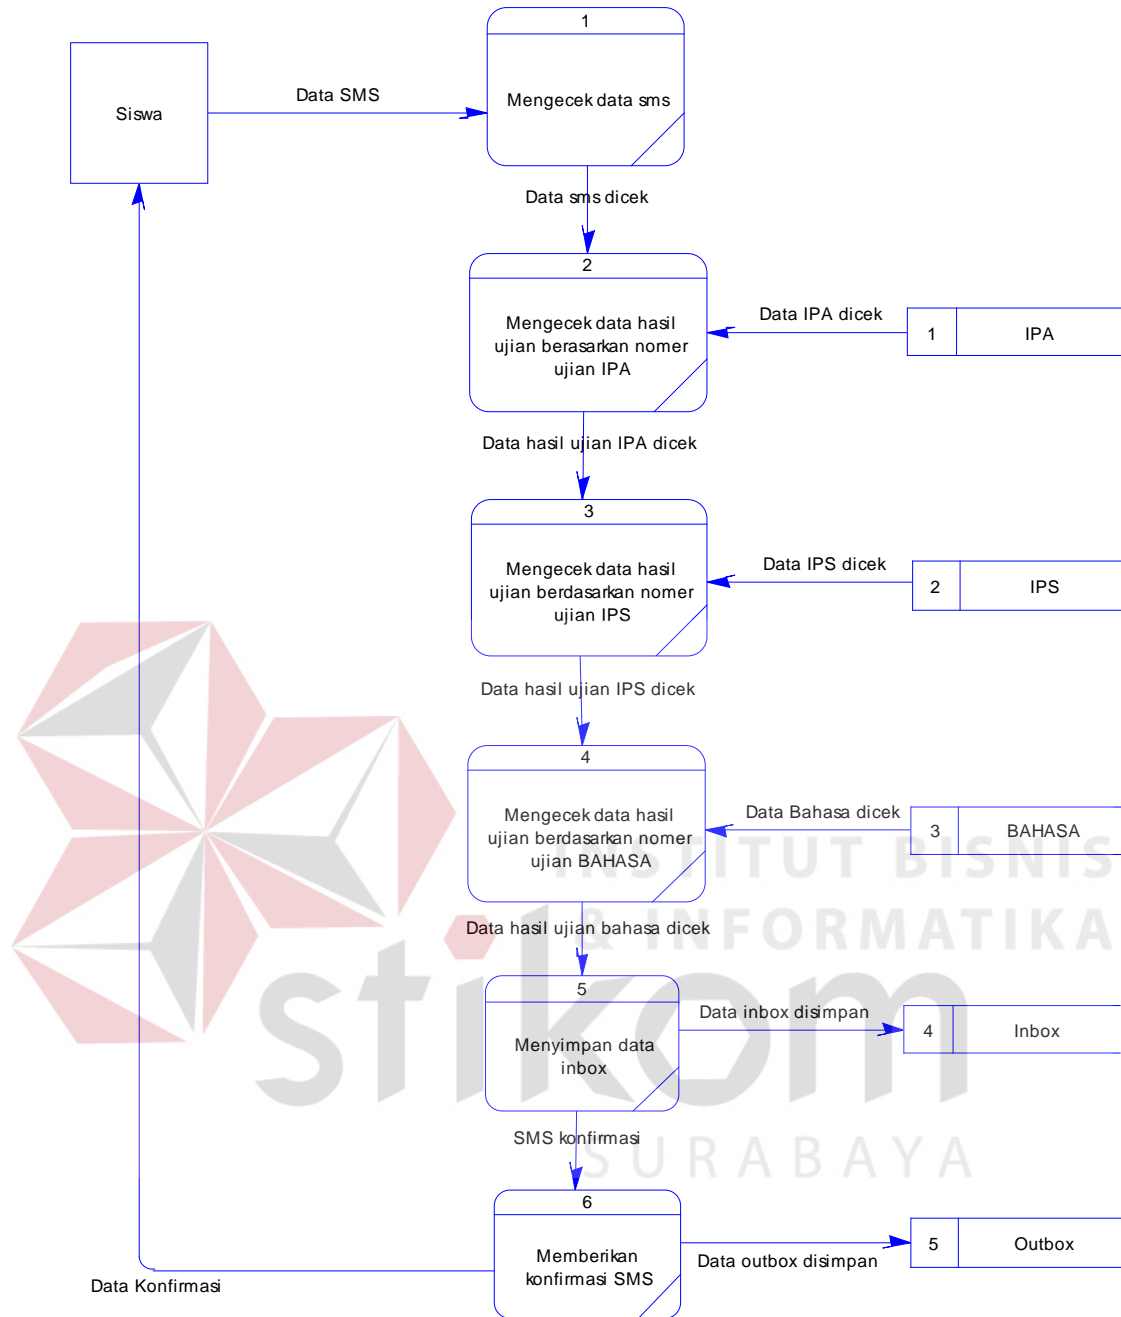 1
Siswa
Data SMS
Mengecek data sms
Data sms dicek
2
Mengecek data hasil
ujian berasarkan nomer
ujian IPA
Data IPA dicek
1
IPA
Data hasil ujian IPA dicek
3
Mengecek data hasil
ujian berdasarkan nomer
ujian IPS
Data IPS dicek
2
IPS
Data hasil ujian IPS dicek
4
Mengecek data hasil
ujian berdasarkan nomer
ujian BAHASA
Data Bahasa dicek
3
BAHASA
INSTITUT BISNIS
& INFORMATIKA
stikom
SURABAYA
Data hasil ujian bahasa dicek
5
Menyimpan data
inbox
Data inbox disimpan
4
Inbox
SMS konfirmasi
6
Memberikan
konfirmasi SMS
Data outbox disimpan
5
Outbox
Data Konfirmasi